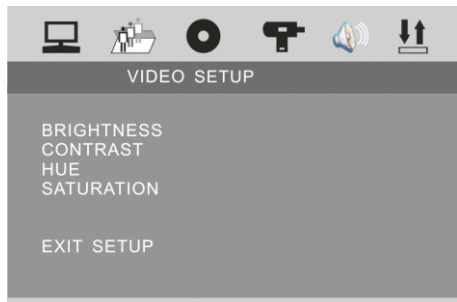 VIDEO SETUP
BRIGHTNESS
CONTRAST
HUE
SATURATION
EXIT SETUP